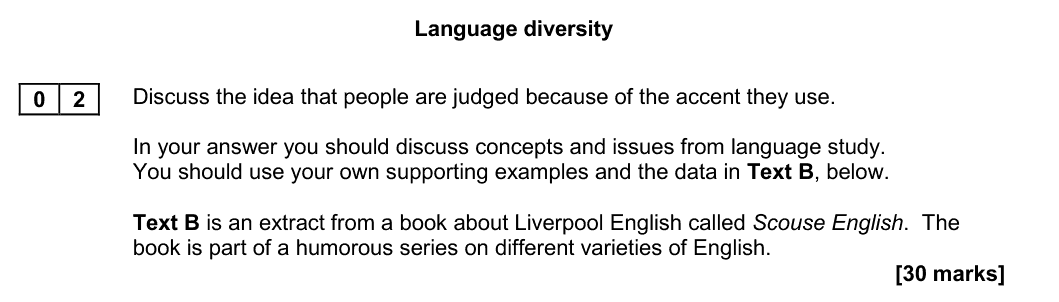 Language diversity
0 2 Discuss the idea that people are judged because of the accent they use.
In your answer you should discuss concepts and issues from language study.
You should use your own supporting examples and the data in Text B, below.
Text B is an extract from a book about Liverpool English called Scouse English. The
book is part of a humorous series on different varieties of English.
[30 marks]